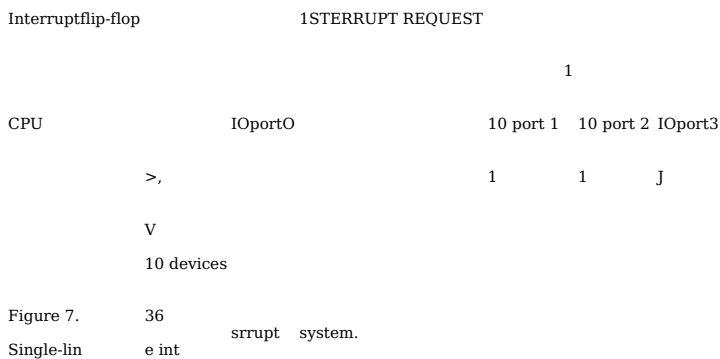 Interruptflip-flop 1STERRUPT REQUEST
1
CPU IOportO 10 port 1 10 port 2 IOport3
>, 1 1 J
V
10 devices
Figure 7. 36
srrupt system.
Single-lin e int